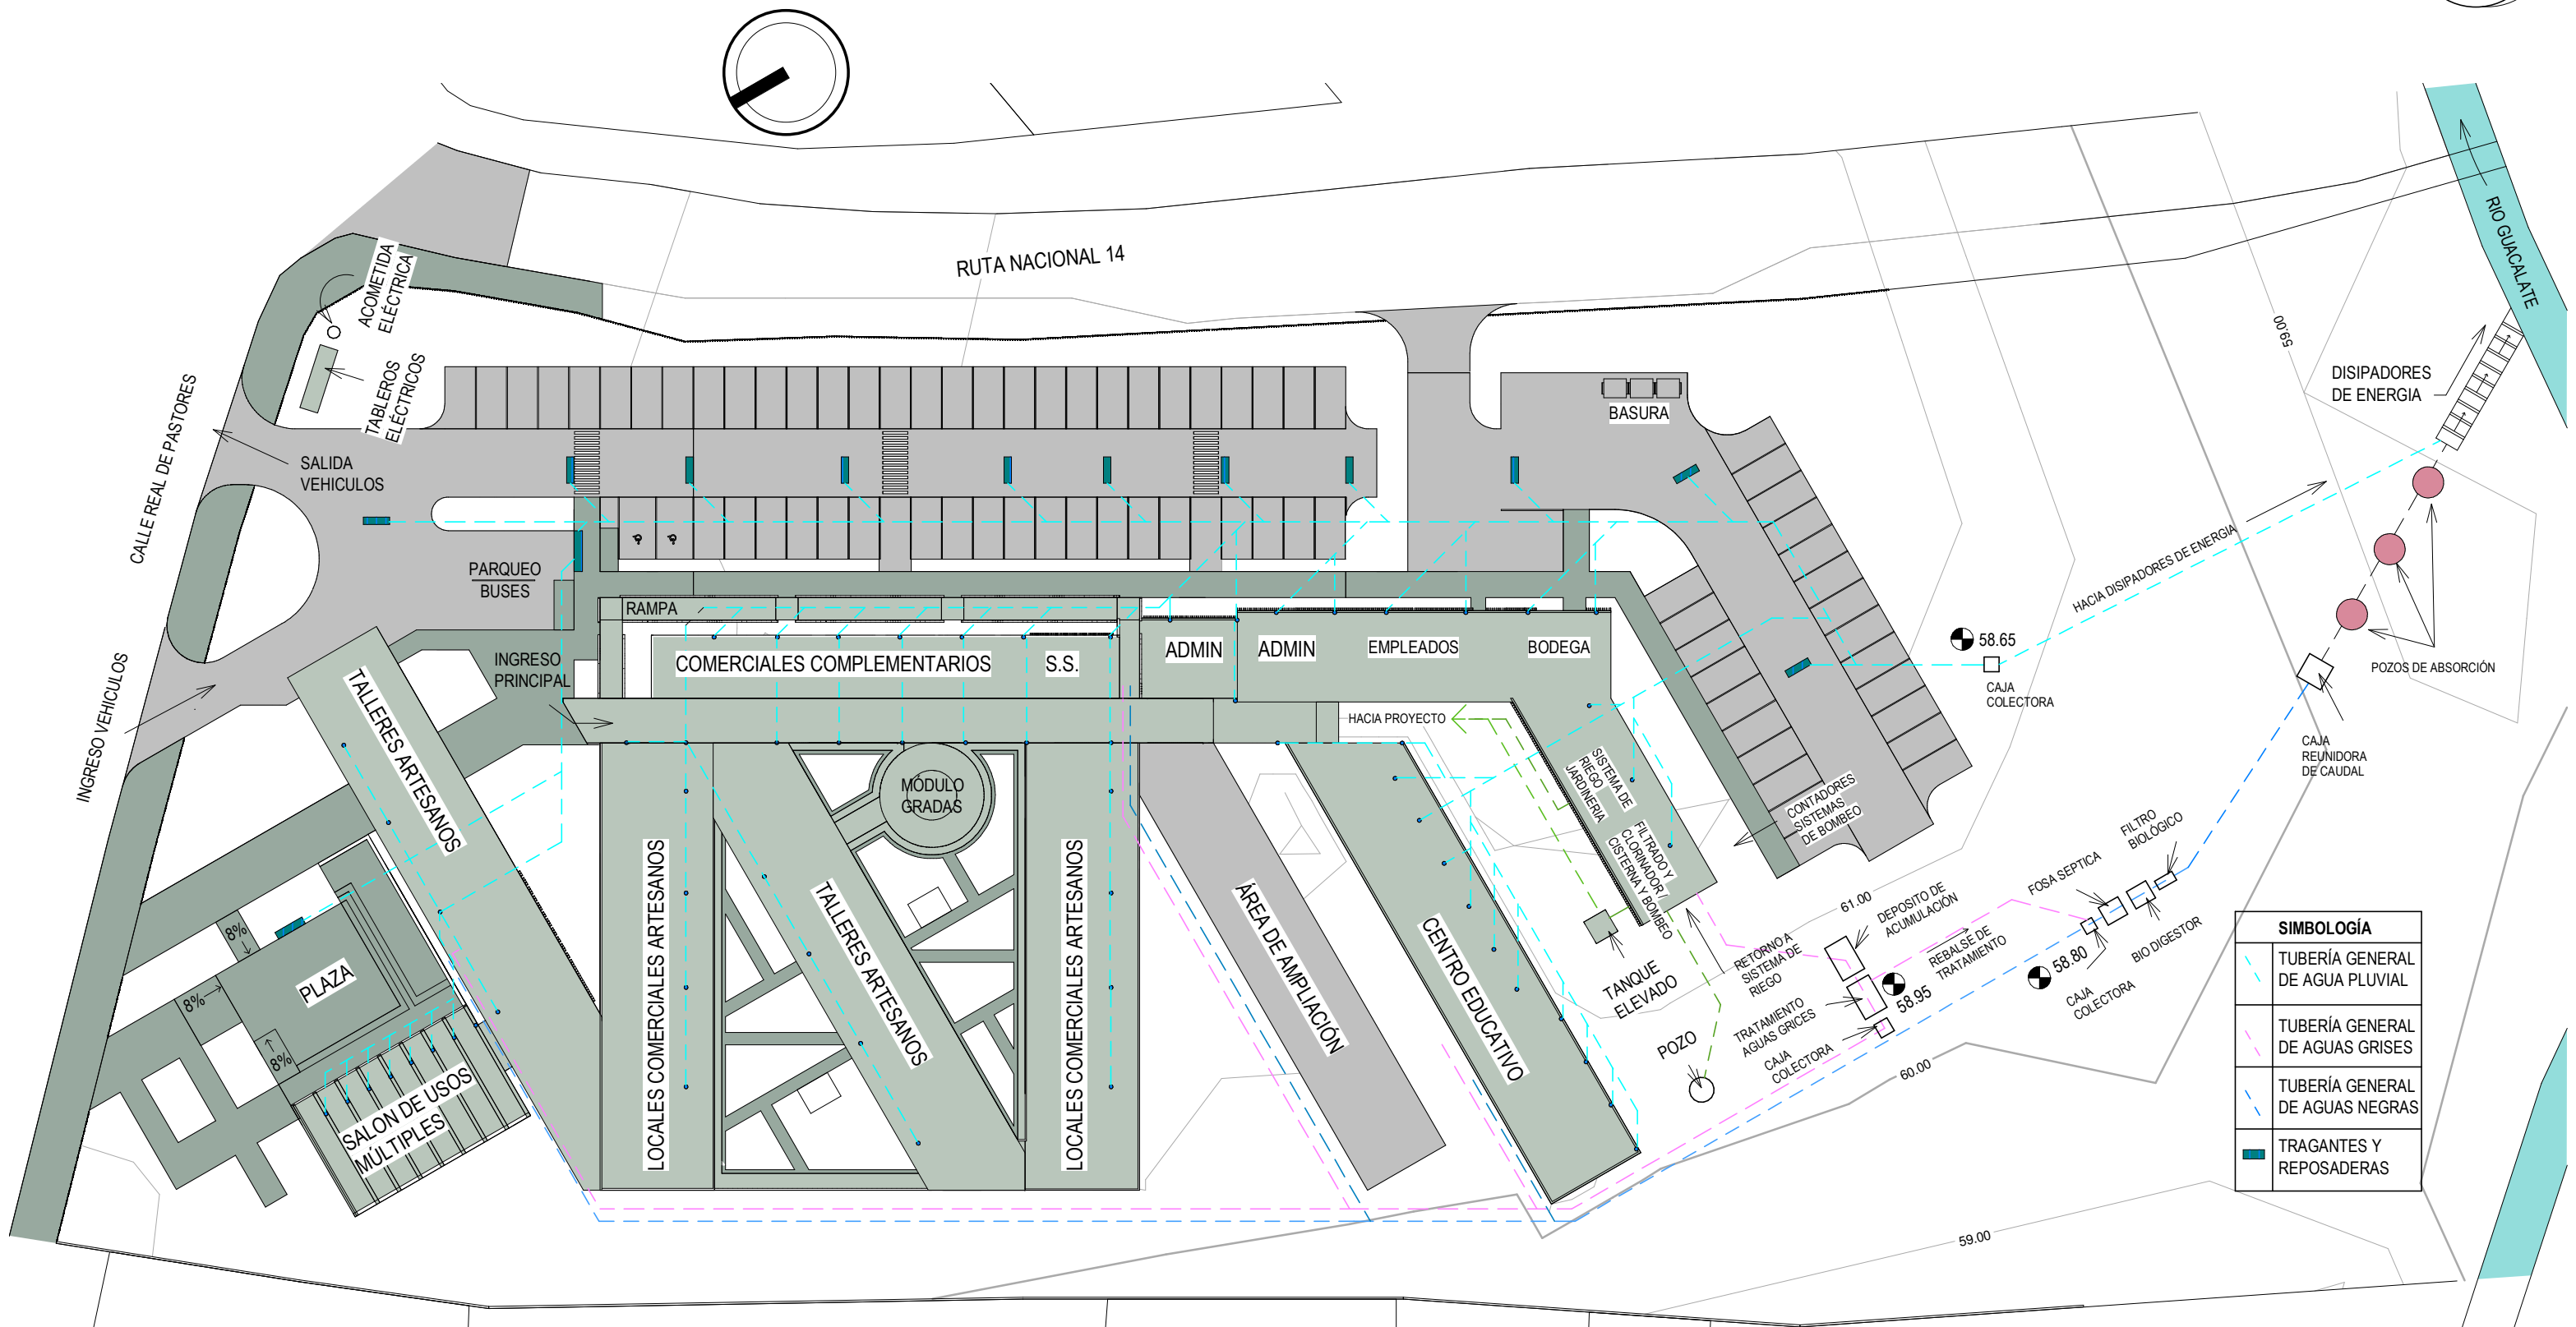 RUTA NACIONAL 14
RIO GUACALATE
59.00
ACOMETIDA
ELÉCTRICA
TABLEROS
ELÉCTRICOS
CALLE REAL DE PASTORES
SALIDA
VEHICULOS
BASURA
DISIPADORES
DE ENERGIA
HACIA DISIPADORES DE ENERGIA
PARQUEO
BUSES
RAMPA
INGRESO
PRINCIPAL
INGRESO VEHICULOS
COMERCIALES COMPLEMENTARIOS
S.S.
ADMIN
ADMIN
EMPLEADOS
BODEGA
58.65
CAJA
COLECTORA
POZOS DE ABSORCIÓN
CAJA
REUNIDORA
DE CAUDAL
HACIA PROYECTO
TALLERES ARTESANOS
MÓDULO
GRADAS
SISTEMA DE
RIEGO
JARDINERIA
FILTRADO Y
CLORINADOR
CISTERNA Y BOMBEO
CONTADORES
SISTEMAS
DE BOMBEO
LOCALES COMERCIALES ARTESANOS
TALLERES ARTESANOS
LOCALES COMERCIALES ARTESANOS
ÁREA DE AMPLIACIÓN
CENTRO EDUCATIVO
TANQUE
ELEVADO
POZO
61.00
RETORNO A
SISTEMA DE
RIEGO
DEPOSITO DE
ACUMULACIÓN
TRATAMIENTO
AGUAS GRICES
CAJA
COLECTORA
58.95
REBALSE DE
TRATAMIENTO
FOSA SEPTICA
FILTRO
BIOLÓGICO
BIO DIGESTOR
58.80
CAJA
COLECTORA
60.00
59.00
8%
8%
8%
PLAZA
SALON DE USOS
MÚLTIPLES
SIMBOLOGÍA
TUBERÍA GENERAL
DE AGUA PLUVIAL
TUBERÍA GENERAL
DE AGUAS GRISES
TUBERÍA GENERAL
DE AGUAS NEGRAS
TRAGANTES Y
REPOSADERAS